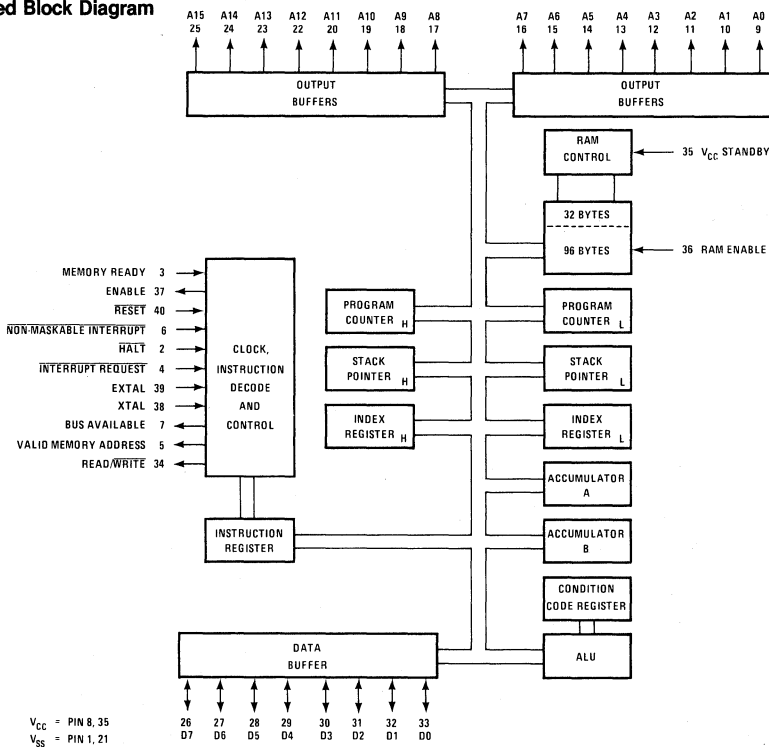 ed Block Diagram
A15 A14 A13 A12 A11 A10 A9 A8 A7 A6 A5 A4 A3 A2 A1 A0
25 24 23 22 20 19 18 17 16 15 14 13 12 11 10 9
OUTPUT
BUFFERS
OUTPUT
BUFFERS
RAM
CONTROL
35 VCC STANDBY
32 BYTES
96 BYTES
36 RAM ENABLE
MEMORY READY 3
ENABLE 37
RESET 40
NON-MASKABLE INTERRUPT 6
HALT 2
INTERRUPT REQUEST 4
EXTAL 39
XTAL 38
BUS AVAILABLE 7
VALID MEMORY ADDRESS 5
READ/WRITE 34
CLOCK,
INSTRUCTION
DECODE
AND
CONTROL
PROGRAM
COUNTER H
PROGRAM
COUNTER L
STACK
POINTER H
STACK
POINTER L
INDEX
REGISTER H
INDEX
REGISTER L
ACCUMULATOR
A
INSTRUCTION
REGISTER
ACCUMULATOR
B
CONDITION
CODE REGISTER
DATA
BUFFER
ALU
26 27 28 29 30 31 32 33
D7 D6 D5 D4 D3 D2 D1 D0
VCC = PIN 8, 35
VSS = PIN 1, 21